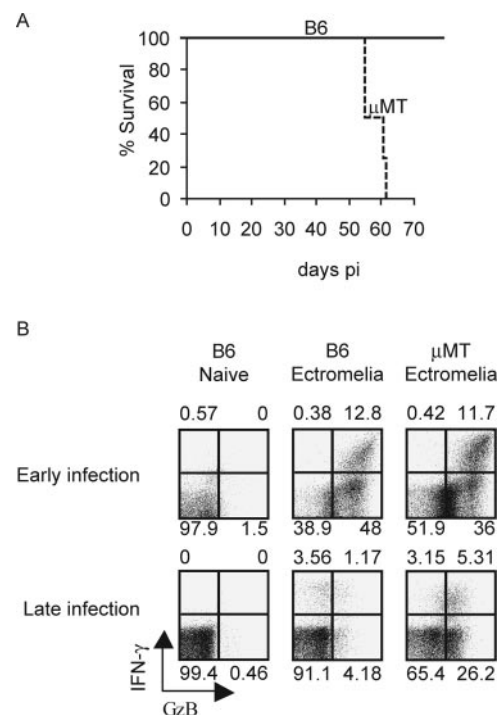 A
B6
100
80
60
40
20
0
% Survival
μMT
0 10 20 30 40 50 60 70
days pi
B
B6 B6 μMT
Naive Ectromelia Ectromelia
0.57 0 0.38 12.8 0.42 11.7
Early infection
97.9 1.5 38.9 48 51.9 36
0 0 3.56 1.17 3.15 5.31
Late infection
99.4 0.46 91.1 4.18 65.4 26.2
IFN-γ
GzB